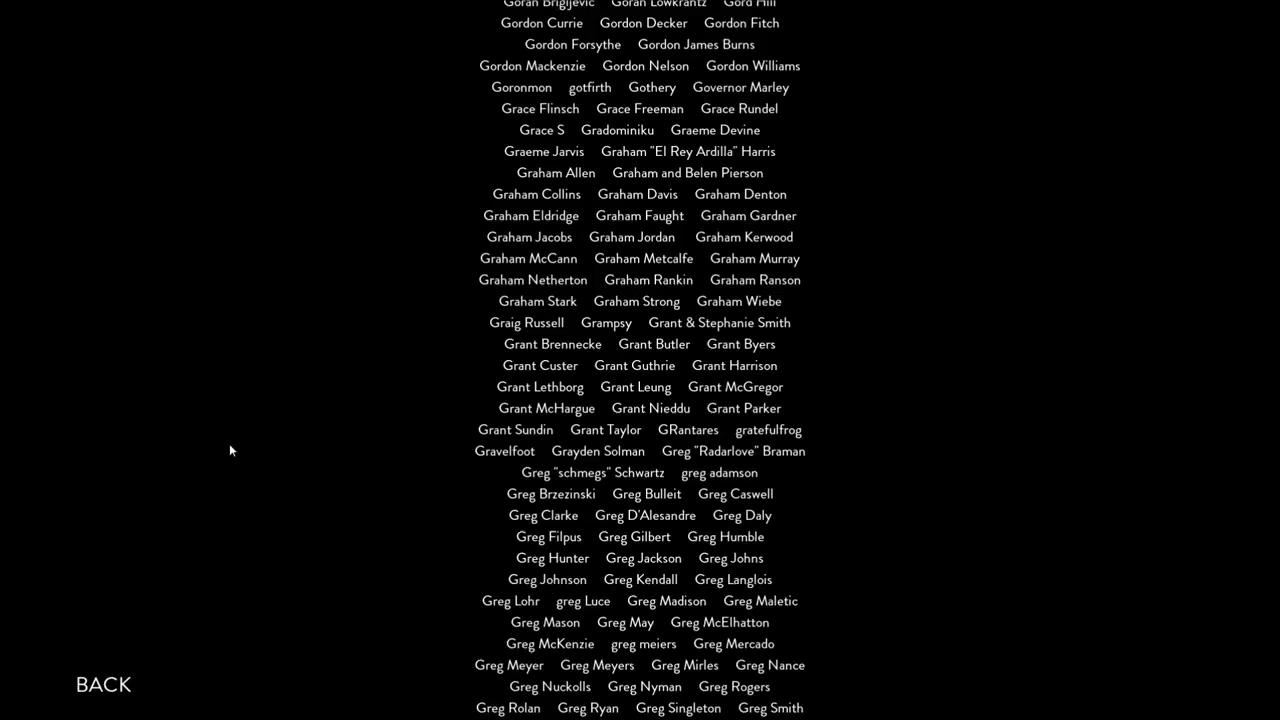 Goran Brigljevic Goran Lowkrantz Gord Hill
Gordon Currie Gordon Decker Gordon Fitch
Gordon Forsythe Gordon James Burns
Gordon Mackenzie Gordon Nelson Gordon Williams
Goronmon gotfirth Gothery Governor Marley
Grace Flinsch Grace Freeman Grace Rundel
Grace S Gradominiku Graeme Devine
Graeme Jarvis Graham "El Rey Ardilla" Harris
Graham Allen Graham and Belen Pierson
Graham Collins Graham Davis Graham Denton
Graham Eldridge Graham Faught Graham Gardner
Graham Jacobs Graham Jordan Graham Kerwood
Graham McCann Graham Metcalfe Graham Murray
Graham Netherton Graham Rankin Graham Ranson
Graham Stark Graham Strong Graham Wiebe
Graig Russell Grampsy Grant & Stephanie Smith
Grant Brennecke Grant Butler Grant Byers
Grant Custer Grant Guthrie Grant Harrison
Grant Lethborg Grant Leung Grant McGregor
Grant McHargue Grant Nieddu Grant Parker
Grant Sundin Grant Taylor GRantares gratefulfrog
Gravelfoot Grayden Solman Greg "Radarlove" Braman
Greg "schmegs" Schwartz greg adamson
Greg Brzezinski Greg Bulleit Greg Caswell
Greg Clarke Greg D'Alesandre Greg Daly
Greg Filpus Greg Gilbert Greg Humble
Greg Hunter Greg Jackson Greg Johns
Greg Johnson Greg Kendall Greg Langlois
Greg Lohr greg Luce Greg Madison Greg Maletic
Greg Mason Greg May Greg McElhatton
Greg McKenzie greg meiers Greg Mercado
Greg Meyer Greg Meyers Greg Mirles Greg Nance
Greg Nuckolls Greg Nyman Greg Rogers
Greg Rolan Greg Ryan Greg Singleton Greg Smith
BACK